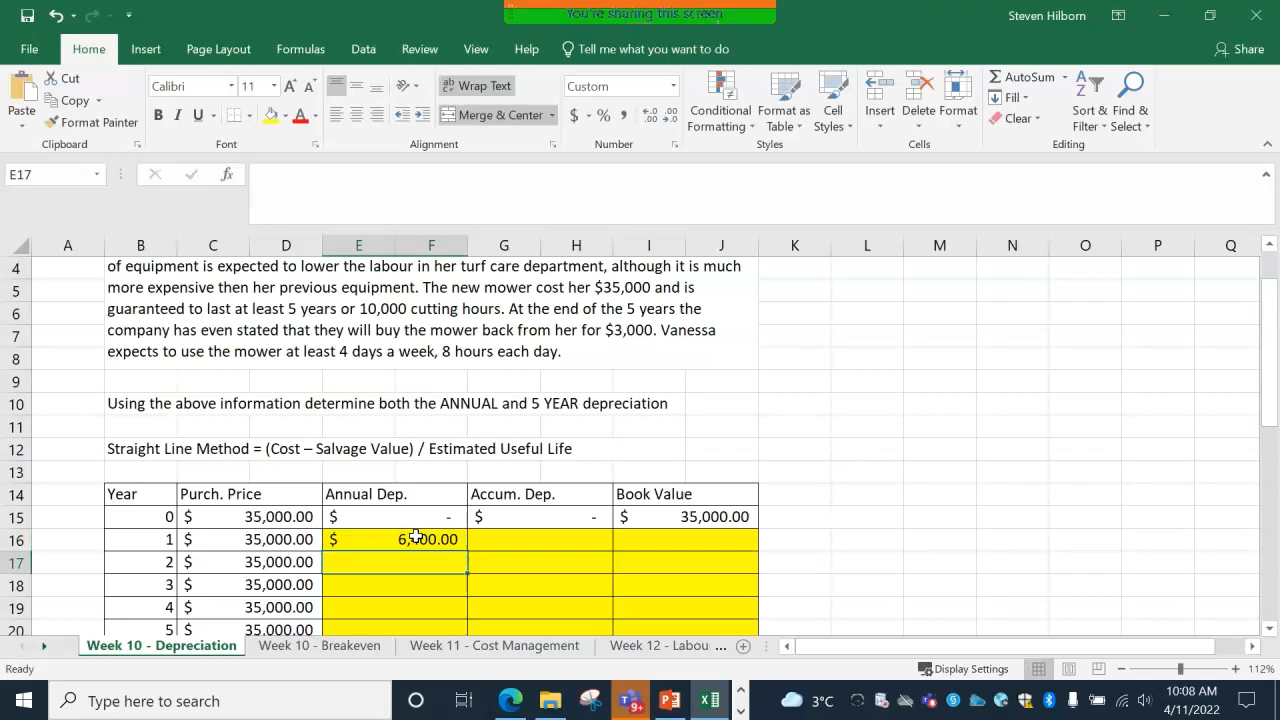 You're sharing this screen
Steven Hilborn
File Home Insert Page Layout Formulas Data Review View Help Tell me what you want to do Share
Paste Cut Copy Format Painter
Calibri 11 A A B I U A
Wrap Text Merge & Center
Custom $ % ,
Conditional Formatting Format as Table Cell Styles
Insert Delete Format
AutoSum Fill Clear Sort & Filter Find & Select
Clipboard Font Alignment Number Styles Cells Editing
E17 fx
A B C D E F G H I J K L M N O P Q
4 of equipment is expected to lower the labour in her turf care department, although it is much
5 more expensive then her previous equipment. The new mower cost her $35,000 and is
6 guaranteed to last at least 5 years or 10,000 cutting hours. At the end of the 5 years the
7 company has even stated that they will buy the mower back from her for $3,000. Vanessa
8 expects to use the mower at least 4 days a week, 8 hours each day.
9
10 Using the above information determine both the ANNUAL and 5 YEAR depreciation
11
12 Straight Line Method = (Cost – Salvage Value) / Estimated Useful Life
13
14 Year Purch. Price Annual Dep. Accum. Dep. Book Value
15 0 $ 35,000.00 $ - $ - $ 35,000.00
16 1 $ 35,000.00 $ 6,400.00
17 2 $ 35,000.00
18 3 $ 35,000.00
19 4 $ 35,000.00
20 5 $ 35,000.00
Week 10 - Depreciation Week 10 - Breakeven Week 11 - Cost Management Week 12 - Labou ...
Ready Display Settings 112%
Type here to search 9+ 3°C 10:08 AM
4/11/2022